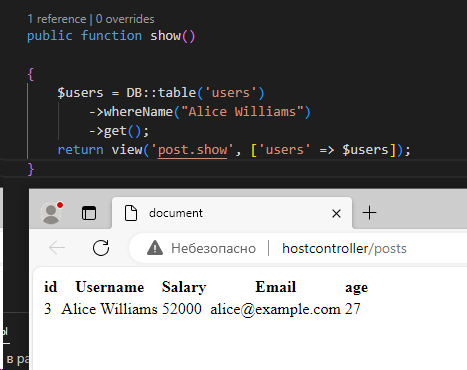 1 reference | 0 overrides
public function show()
{
$users = DB::table('users')
->whereName("Alice Williams")
->get();
return view('post.show', ['users' => $users]);
}
document
Небезопасно hostcontroller/posts
id Username Salary Email age
3 Alice Williams 52000 alice@example.com 27
ы
в ра